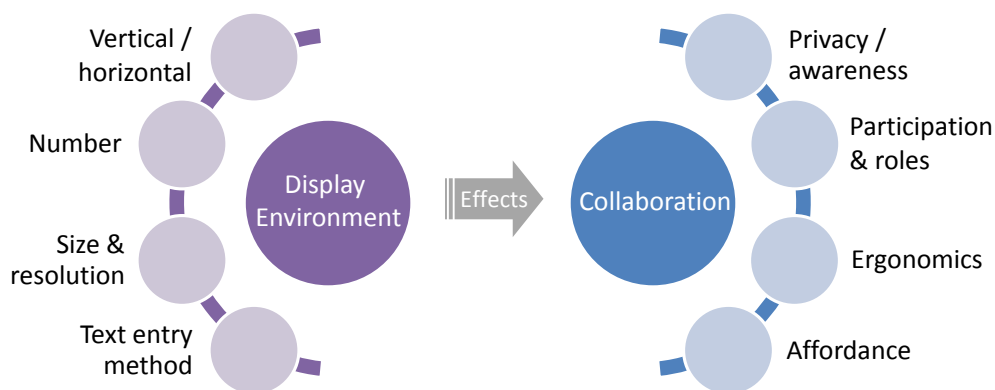 Vertical /
horizontal
Number
Size &
resolution
Text entry
method
Display
Environment
Effects
Collaboration
Privacy /
awareness
Participation
& roles
Ergonomics
Affordance